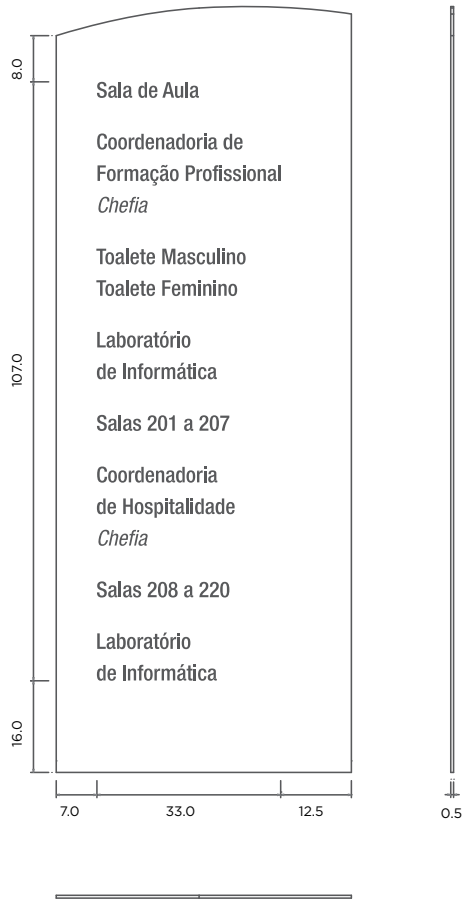 8.0
Sala de Aula
Coordenadoria de
Formação Profissional
Chefia
Toalete Masculino
Toalete Feminino
Laboratório
de Informática
107.0
Salas 201 a 207
Coordenadoria
de Hospitalidade
Chefia
Salas 208 a 220
Laboratório
de Informática
16.0
7.0 33.0 12.5 0.5